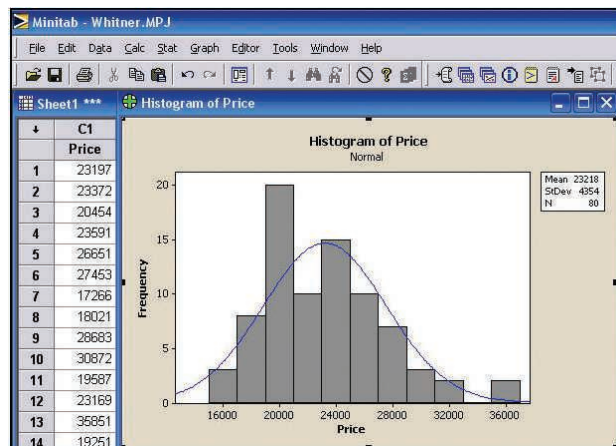 Minitab - Whitner.MPJ
File Edit Data Calc Stat Graph Editor Tools Window Help
Sheet1 ***
↓ C1
Price
1 23197
2 23372
3 20454
4 23591
5 26651
6 27453
7 17266
8 18021
9 28683
10 30872
11 19587
12 23169
13 35851
14 19251
Histogram of Price
Histogram of Price
Normal
Mean 23218
StDev 4354
N 80
Frequency
20
15
10
5
0
16000 20000 24000 28000 32000 36000
Price